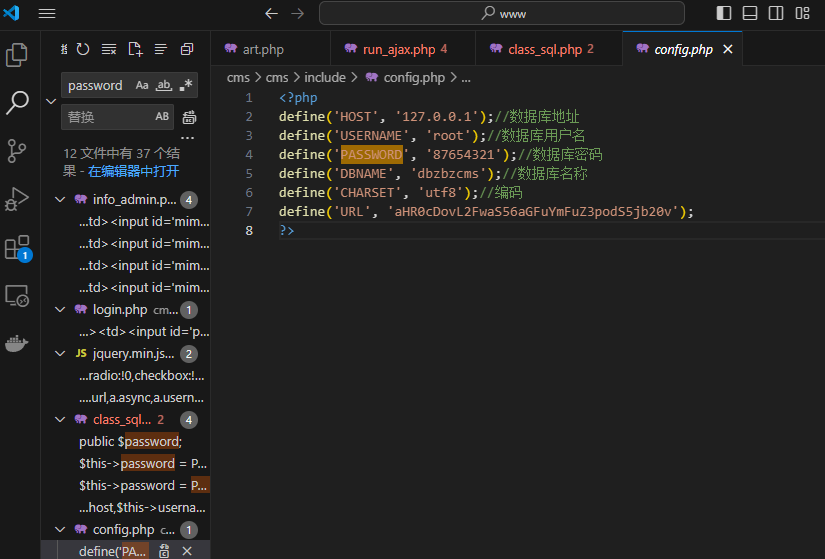 www
art.php
run_ajax.php 4
class_sql.php 2
config.php
cms > cms > include > config.php > ...
password Aa ab
替换 AB
...
12 文件中有 37 个结
果 - 在编辑器中打开
info_admin.p... 4
...td><input id='mim...
...td><input id='mim...
...td><input id='mim...
...td><input id='mim...
login.php cm... 1
...><td><input id='p...
JS jquery.min.js... 2
...radio:!0,checkbox:!...
....url,a.async,a.usern...
class_sql... 2 4
public $password;
$this->password = P...
$this->password = P...
...host,$this->userna...
config.php c... 1
define('PA...
1
1 <?php
2 define('HOST', '127.0.0.1');//数据库地址
3 define('USERNAME', 'root');//数据库用户名
4 define('PASSWORD', '87654321');//数据库密码
5 define('DBNAME', 'dbzbzcms');//数据库名称
6 define('CHARSET', 'utf8');//编码
7 define('URL', 'aHR0cDovL2FwaS56aGFuYmFuZ3podS5jb20v');
8 ?>